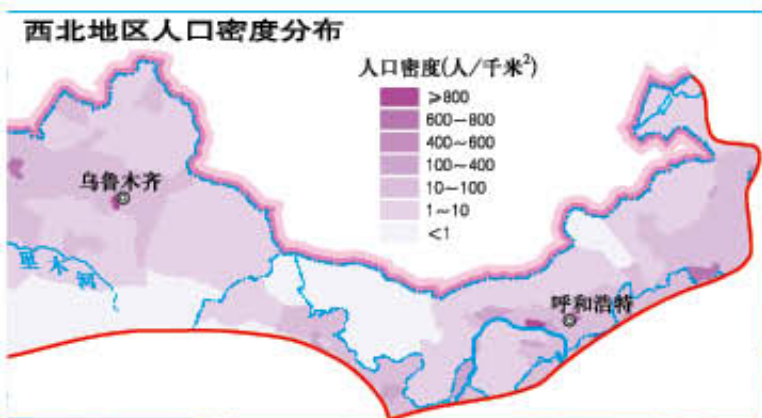 西北地区人口密度分布
人口密度(人/千米²)
≥800
600—800
400~600
100~400
10~100
1~10
<1
乌鲁木齐
里木河
呼和浩特